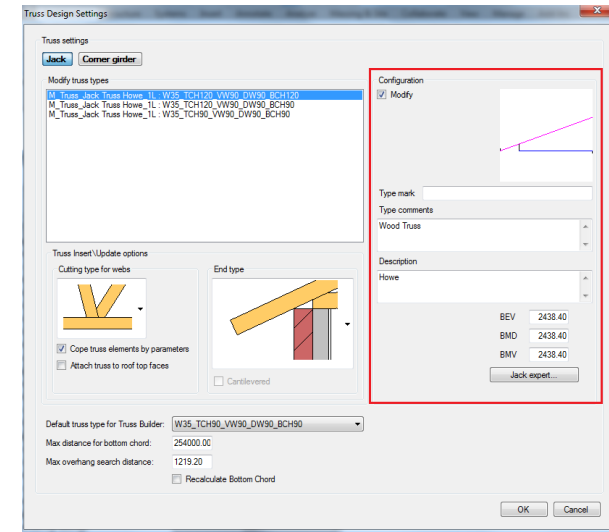 Truss Design Settings
Truss settings
Jack Corner girder
Modify truss types
M_Truss_Jack Truss Howe_1L : W35_TCH120_VW90_DW90_BCH120
M_Truss_Jack Truss Howe_1L : W35_TCH120_VW90_DW90_BCH90
M_Truss_Jack Truss Howe_1L : W35_TCH90_VW90_DW90_BCH90
Configuration
Modify
Type mark
Type comments
Wood Truss
Description
Howe
BEV 2438.40
BMD 2438.40
BMV 2438.40
Jack expert...
Truss Insert\Update options
Cutting type for webs
End type
Cope truss elements by parameters
Attach truss to roof top faces
Cantilevered
Default truss type for Truss Builder: W35_TCH90_VW90_DW90_BCH90
Max distance for bottom chord: 254000.00
Max overhang search distance: 1219.20
Recalculate Bottom Chord
OK Cancel